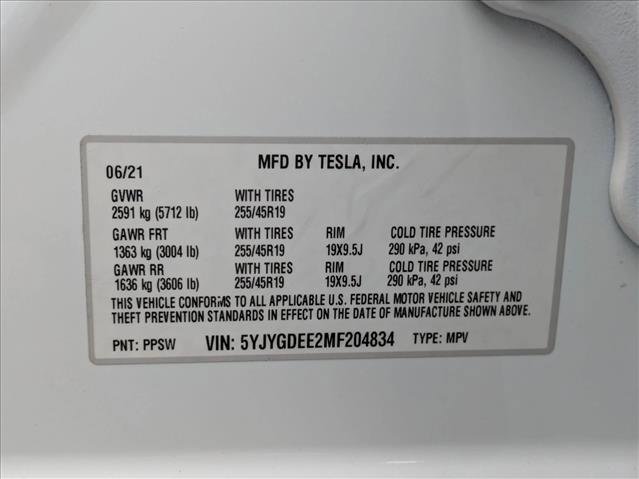 MFD BY TESLA, INC.
06/21
GVWR WITH TIRES
2591 kg (5712 lb) 255/45R19
GAWR FRT WITH TIRES RIM COLD TIRE PRESSURE
1363 kg (3004 lb) 255/45R19 19X9.5J 290 kPa, 42 psi
GAWR RR WITH TIRES RIM COLD TIRE PRESSURE
1636 kg (3606 lb) 255/45R19 19X9.5J 290 kPa, 42 psi
THIS VEHICLE CONFORMS TO ALL APPLICABLE U.S. FEDERAL MOTOR VEHICLE SAFETY AND
THEFT PREVENTION STANDARDS IN EFFECT ON THE DATE OF MANUFACTURE SHOWN ABOVE.
PNT: PPSW VIN: 5YJYGDEE2MF204834 TYPE: MPV